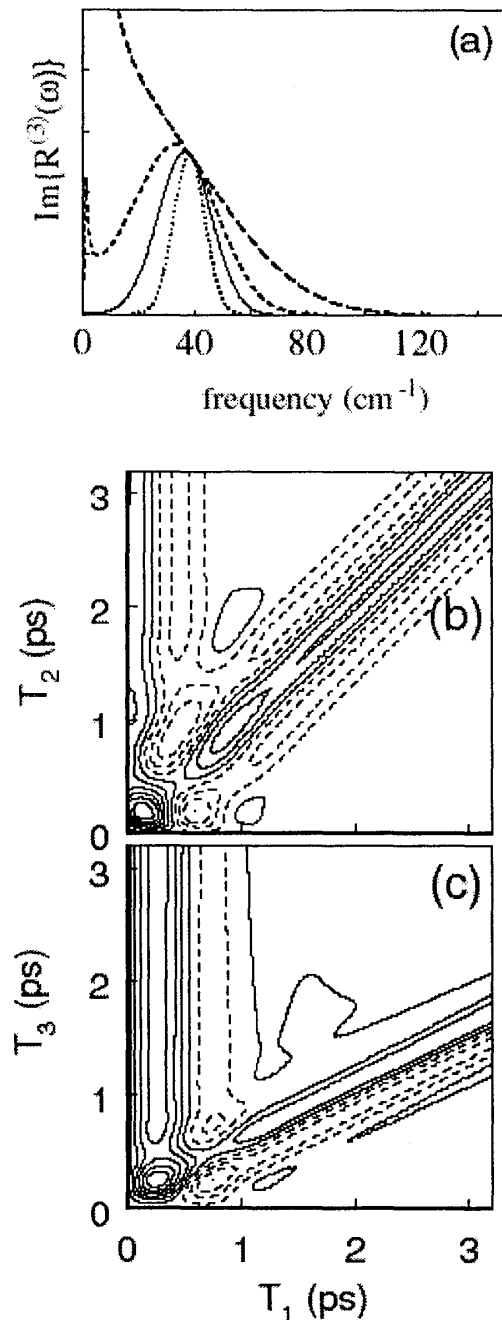 (a)
Im{R(3)(ω)}
0 40 80 120
frequency (cm-1)
3
2
1
0
T2 (ps)
(b)
3
2
1
0
T3 (ps)
(c)
0 1 2 3
T1 (ps)